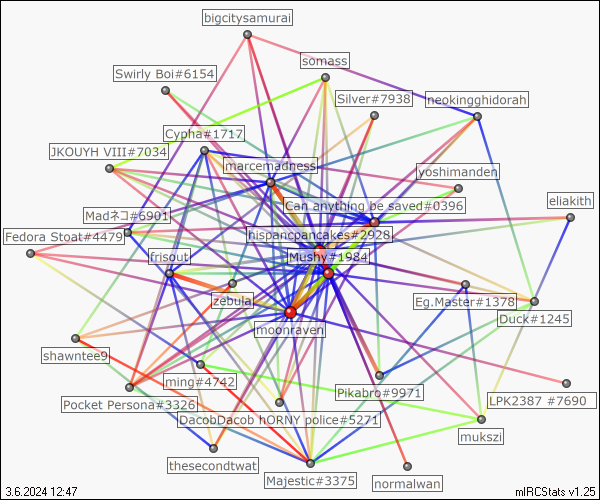 bigcitysamurai
somass
Swirly Boi#6154
Silver#7938
neokingghidorah
Cypha#1717
JKOUYH VIII#7034
marcemadness
yoshimanden
Can anything be saved#0396
eliakith
Madネコ#6901
Fedora Stoat#4479
hispanicpancakes#2928
frisout
Mushy#1984
zebula
Eg.Master#1378
Duck#1245
moonraven
shawntee9
ming#4742
Pikabro#9971
LPK2387 #7690
Pocket Persona#3326
DacobDacob hORNY police#5271
mukszi
thesecondtwat
Majestic#3375
normalwan
3.6.2024 12:47
mIRCStats v1.25